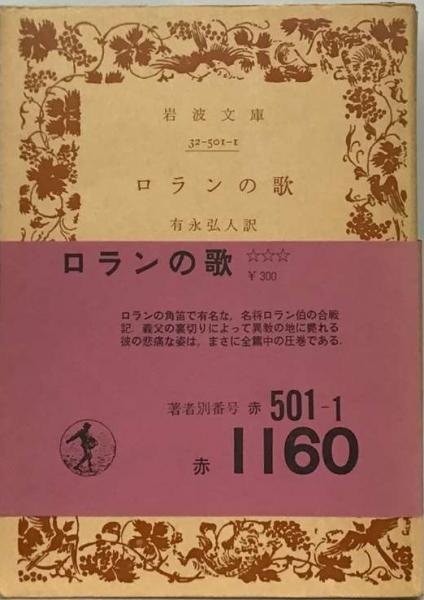 岩波文庫
32-501-1
ロランの歌
有永弘人訳
ロランの歌 ☆☆☆
¥300
ロランの角笛で有名な，名将ロラン伯の合戦
記．義父の裏切りによって異教の地に斃れる
彼の悲痛な姿は，まさに全篇中の圧巻である．
著者別番号 赤 501-1
赤 1160